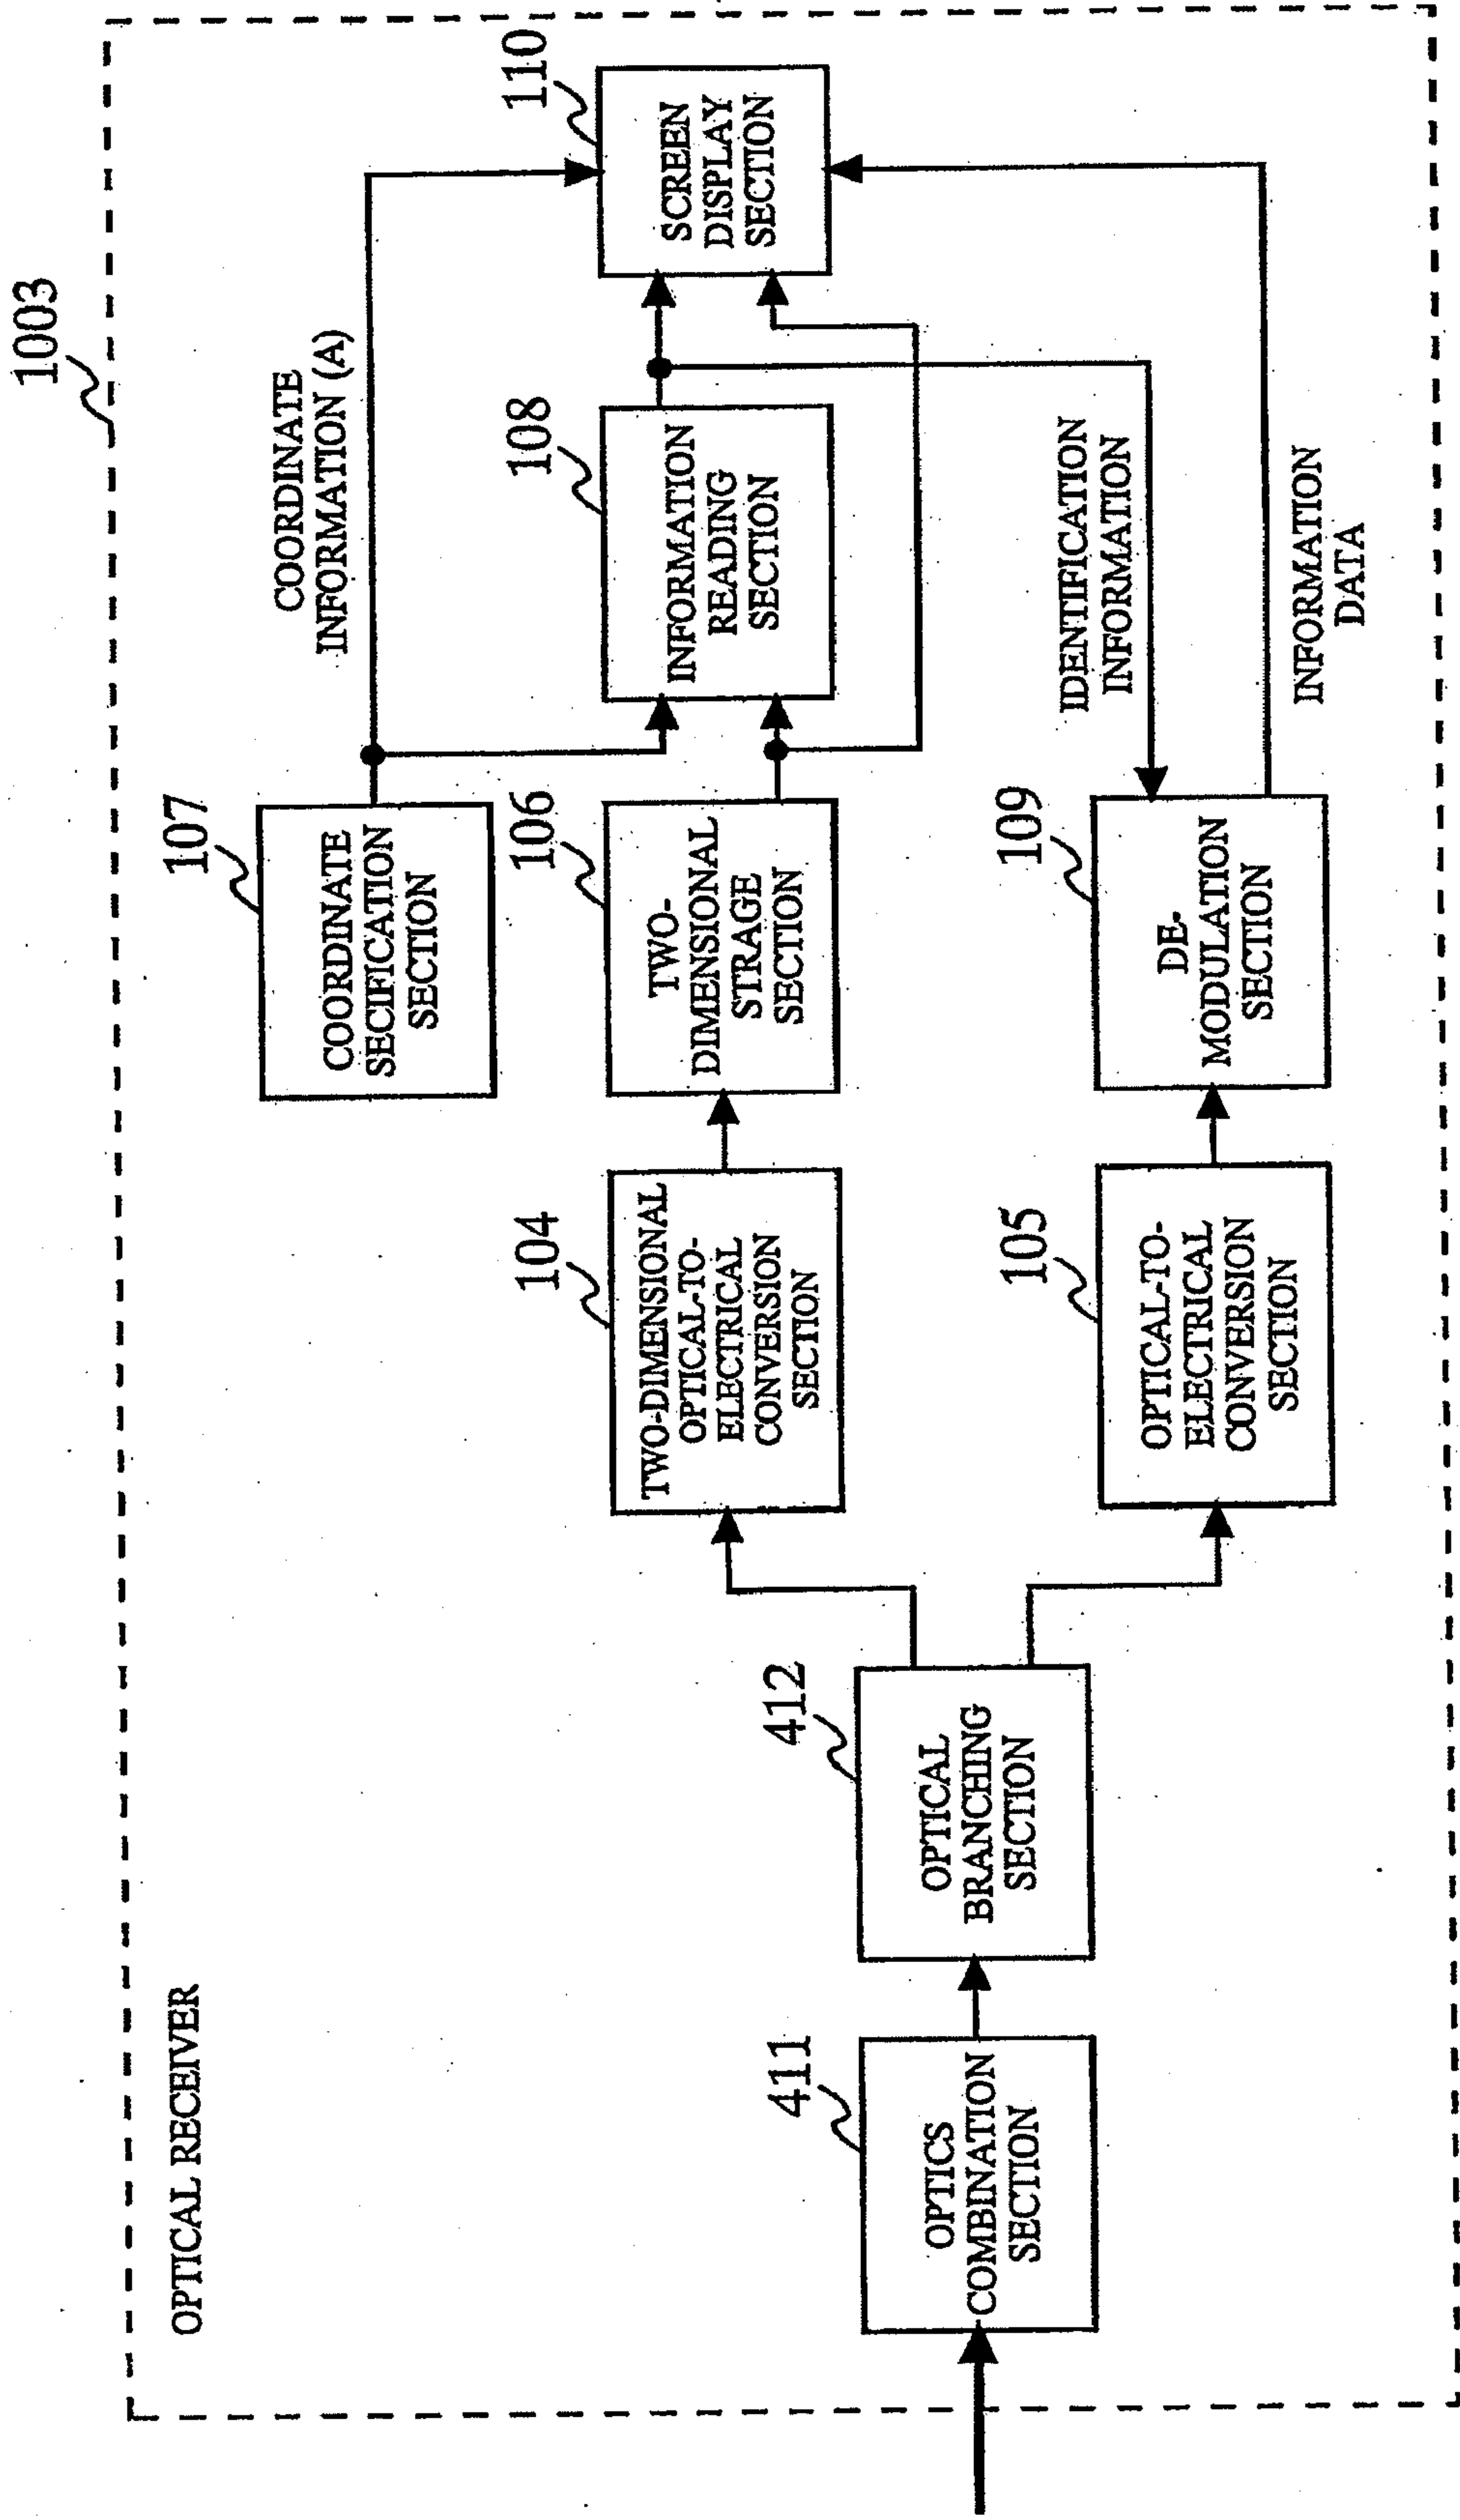 1003
OPTICAL RECEIVER
COORDINATE
INFORMATION (A)
107
COORDINATE
SECIFICATION
SECTION
110
SCREEN
DISPLAY
SECTION
108
INFORMATION
READING
SECTION
106
TWO-
DIMENSIONAL
STRAGE
SECTION
104
TWO-DIMENSIONAL
OPTICAL-TO-
ELECTRICAL
CONVERSION
SECTION
412
OPTICAL
BRANCHING
SECTION
411
OPTICS
COMBINATION
SECTION
105
OPTICAL-TO-
ELECTRICAL
CONVERSION
SECTION
109
DE-
MODULATION
SECTION
IDENTIFICATION
INFORMATION
INFORMATION
DATA